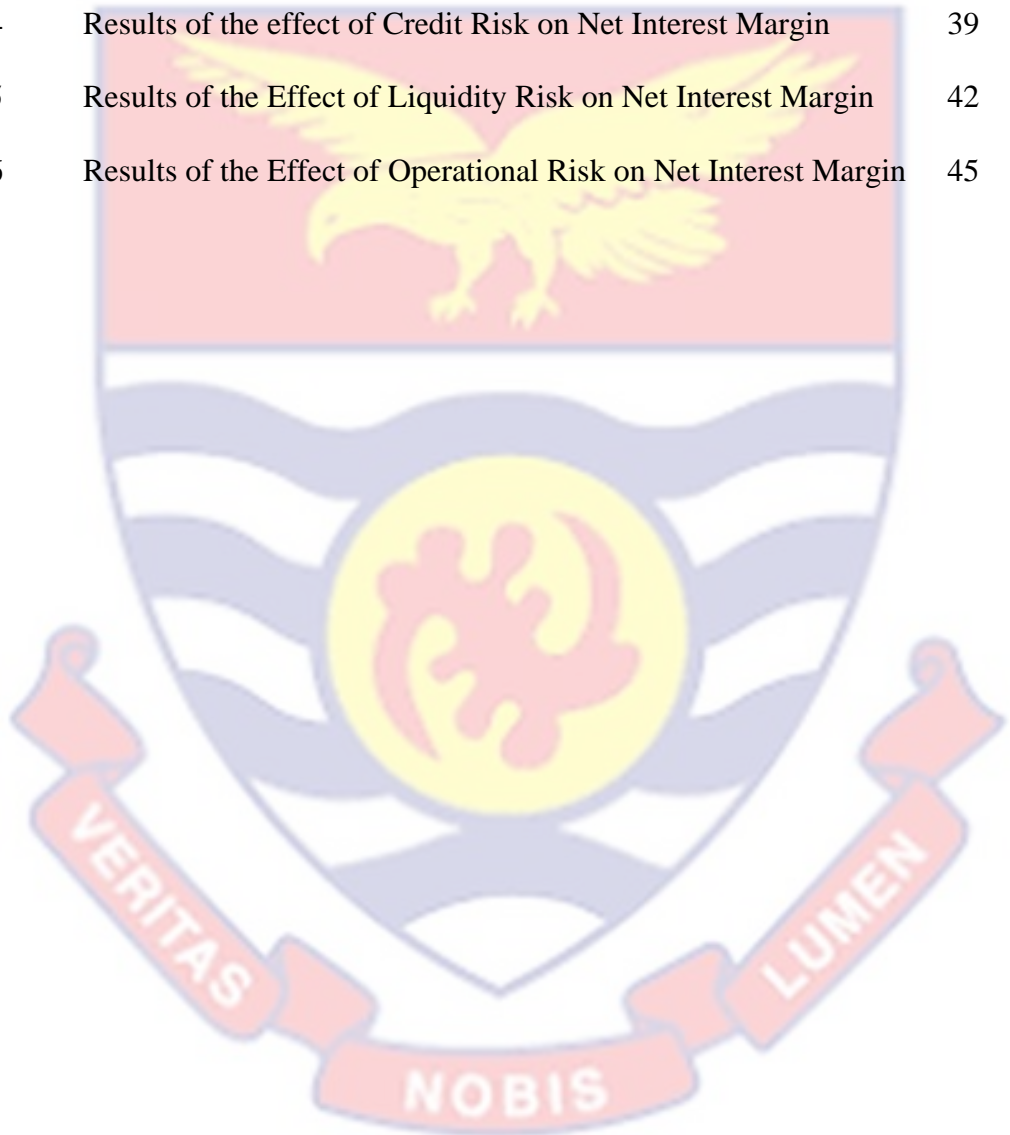 Results of the effect of Credit Risk on Net Interest Margin 39
5 Results of the Effect of Liquidity Risk on Net Interest Margin 42
6 Results of the Effect of Operational Risk on Net Interest Margin 45
VERITAS
NOBIS
LUMEN